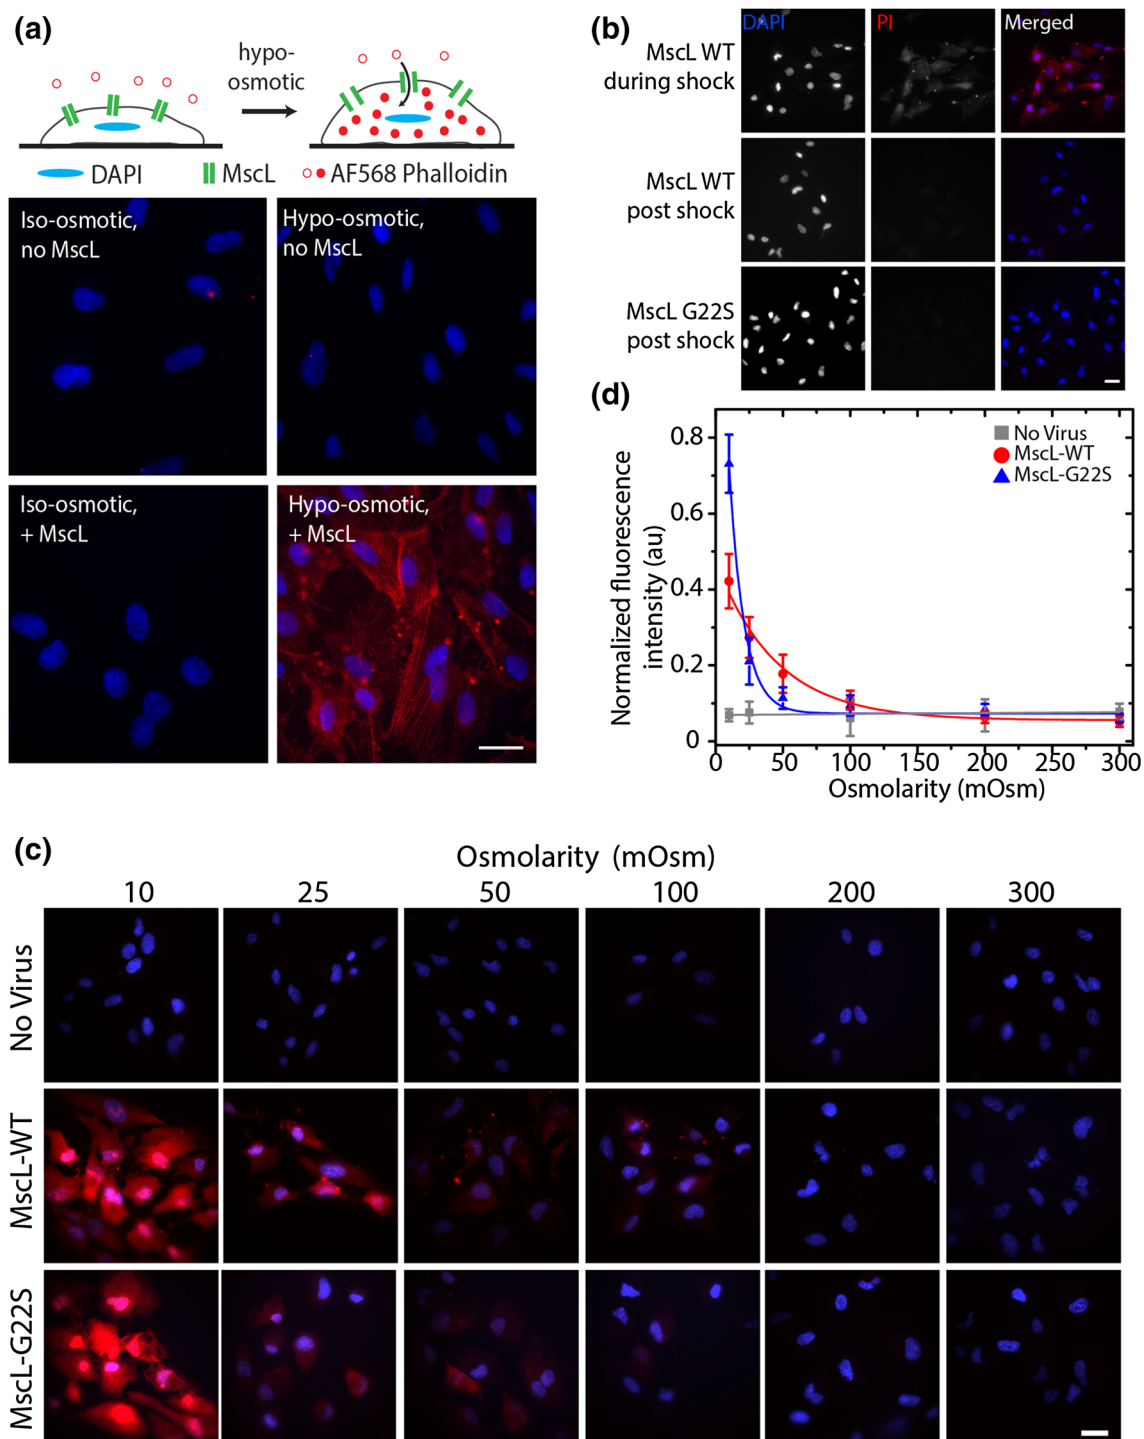 (a)
hypo-
osmotic
DAPI
MscL
AF568 Phalloidin
Iso-osmotic,
no MscL
Hypo-osmotic,
no MscL
Iso-osmotic,
+ MscL
Hypo-osmotic,
+ MscL
(b)
DAPI
PI
Merged
MscL WT
during shock
MscL WT
post shock
MscL G22S
post shock
(d)
Normalized fluorescence
intensity (au)
0.8
0.6
0.4
0.2
0
No Virus
MscL-WT
MscL-G22S
0 50 100 150 200 250 300
Osmolarity (mOsm)
(c)
Osmolarity (mOsm)
10 25 50 100 200 300
No Virus
MscL-WT
MscL-G22S